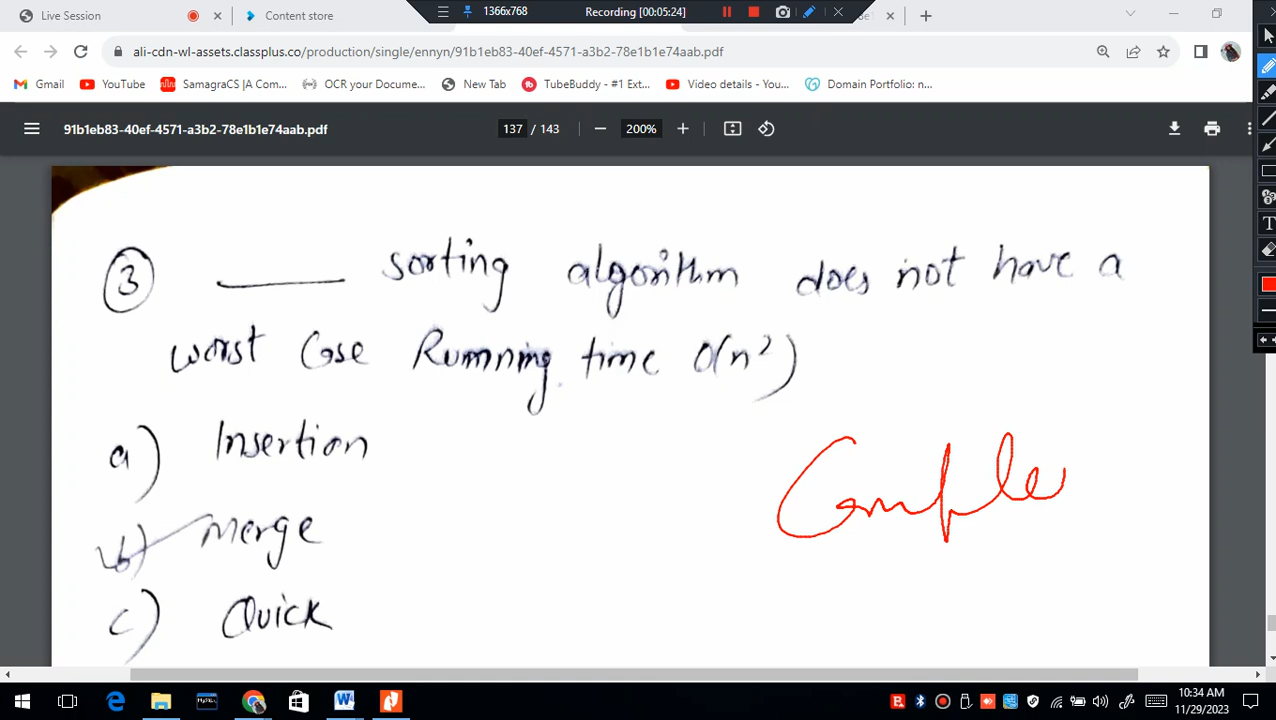 Live Session
Content store
1366x768
Recording [00:05:24]
ali-cdn-wl-assets.classplus.co/production/single/ennyn/91b1eb83-40ef-4571-a3b2-78e1b1e74aab.pdf
Gmail
YouTube
SamagraCS |A Com...
OCR your Docume...
New Tab
TubeBuddy - #1 Ext...
Video details - You...
Domain Portfolio: n...
91b1eb83-40ef-4571-a3b2-78e1b1e74aab.pdf
137 / 143
200%
③ ______ sorting algorithm does not have a
worst Case Running time O(n²)
a) Insertion
b) Merge
c) Quick
Comple
10:34 AM
11/29/2023